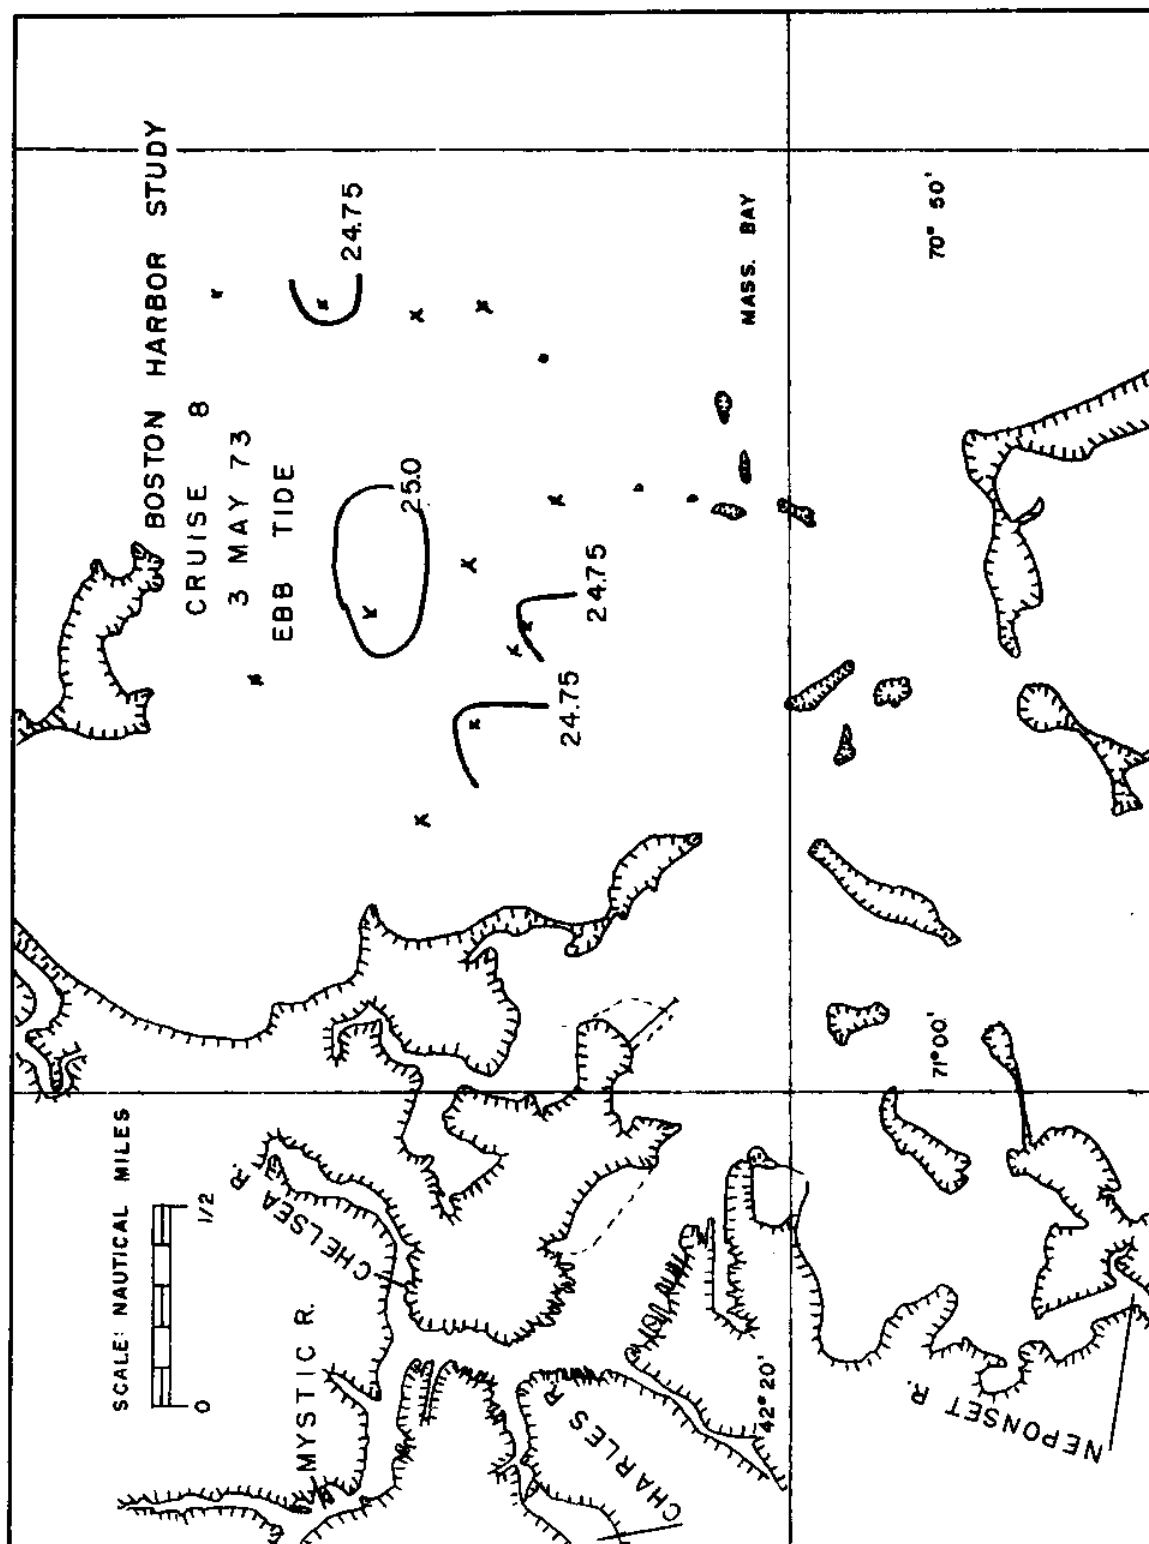 BOSTON HARBOR STUDY
CRUISE 8
3 MAY 73
EBB TIDE
24.75
25.0
24.75
24.75
MASS. BAY
70° 50'
71° 00'
42° 20'
SCALE: NAUTICAL MILES
0 1/2
CHELSEA R.
MYSTIC R.
CHARLES R.
NEPONSET R.